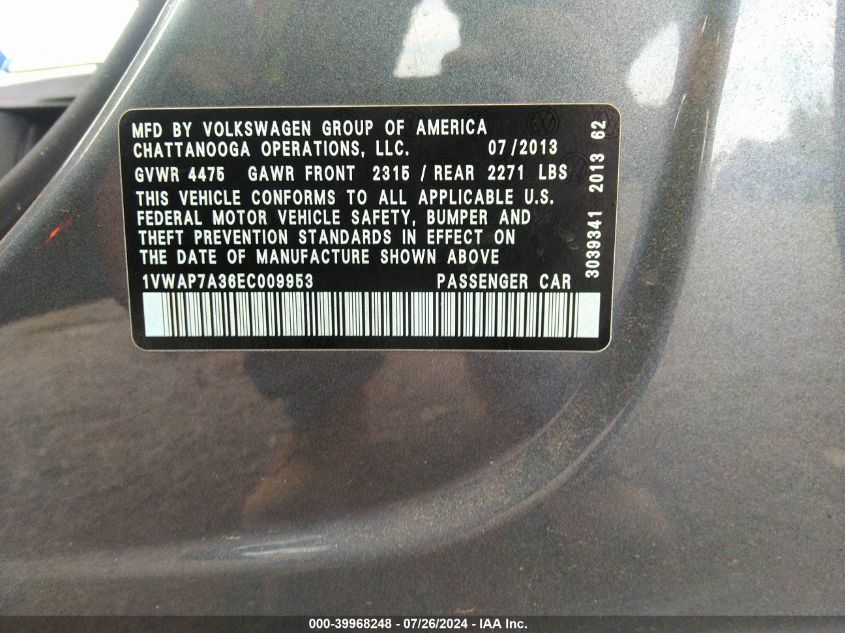 MFD BY VOLKSWAGEN GROUP OF AMERICA
CHATTANOOGA OPERATIONS, LLC. 07/2013
GVWR 4475 GAWR FRONT 2315 / REAR 2271 LBS
THIS VEHICLE CONFORMS TO ALL APPLICABLE U.S.
FEDERAL MOTOR VEHICLE SAFETY, BUMPER AND
THEFT PREVENTION STANDARDS IN EFFECT ON
THE DATE OF MANUFACTURE SHOWN ABOVE
1VWAP7A36EC009953 PASSENGER CAR
3039341 2013 62
000-39968248 - 07/26/2024 - IAA Inc.